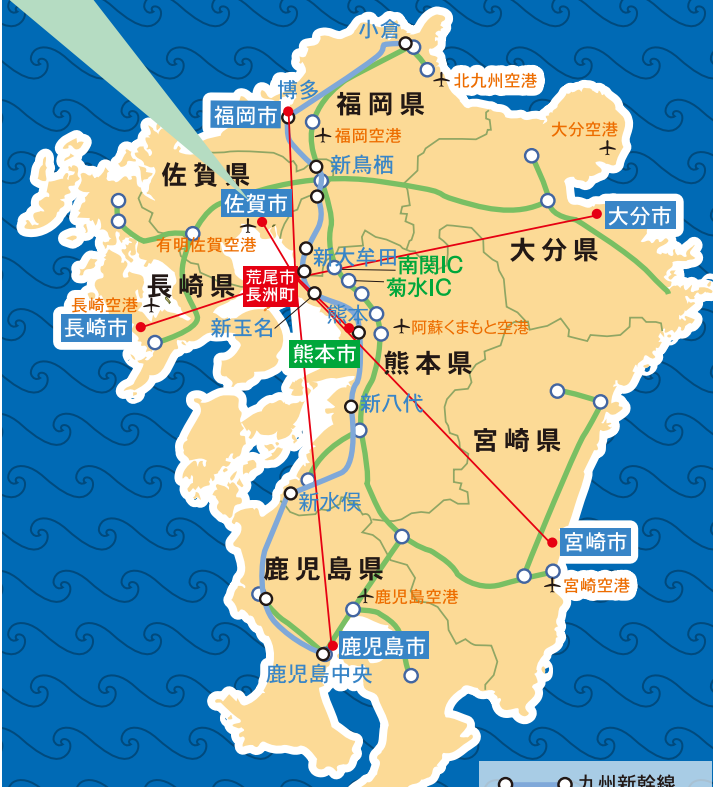 小倉
北九州空港
博多
福岡県
福岡市
福岡空港
大分空港
新鳥栖
佐賀県
佐賀市
大分市
有明佐賀空港
大分県
新大牟田
南関IC
荒尾市
長洲町
菊水IC
長崎県
長崎空港
長崎市
新玉名
熊本
阿蘇くまもと空港
熊本市
熊本県
新八代
宮崎県
新水俣
宮崎市
鹿児島県
宮崎空港
鹿児島空港
鹿児島市
鹿児島中央
九州新幹線